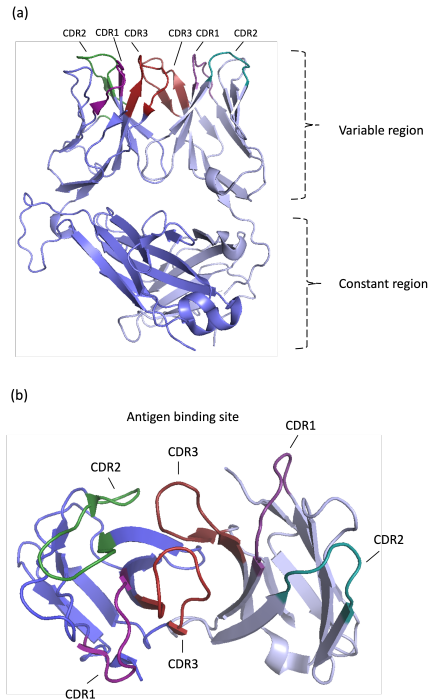 (a)
CDR2 CDR1 CDR3 CDR3 CDR1 CDR2
Variable region
Constant region
(b)
Antigen binding site
CDR1
CDR3
CDR2
CDR2
CDR3
CDR1